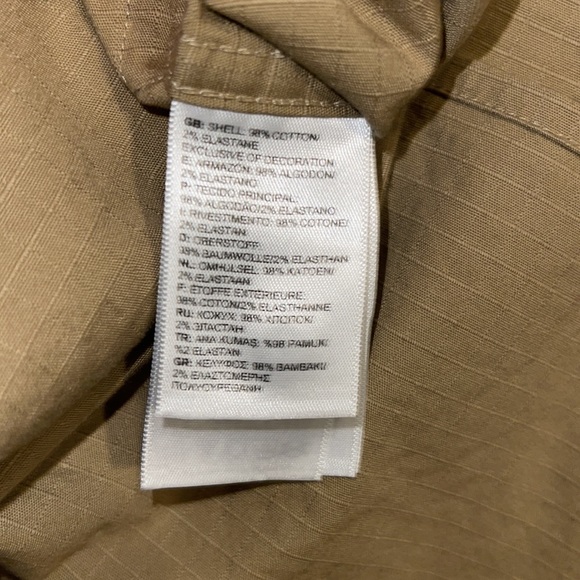 GB: SHELL: 98% COTTON/
2% ELASTANE
EXCLUSIVE OF DECORATION
E: ARMAZON: 98% ALGODON/
2% ELASTANO
P: TECIDO PRINCIPAL:
98% ALGODÃO/2% ELASTANO
I: RIVESTIMENTO: 98% COTONE/
2% ELASTAN
D: OBERSTOFF
98% BAUMWOLLE/2% ELASTHAN
NL: OMHULSEL: 98% KATOEN/
2% ELASTAAN
F: ETOFFE EXTERIEURE:
98% COTON/2% ELASTHANNE
RU: КОЖУХ: 98% ХЛОПОК/
2% ЭЛАСТАН
TR: ANA KUMAŞ: %98 PAMUK/
%2 ELASTAN
GR: ΚΕΛΥΦΟΣ: 98% ΒΑΜΒΑΚΙ/
2% ΕΛΑΣΤΟΜΕΡΗΣ
ΠΟΛΥΟΥΡΕΘΑΝΗ